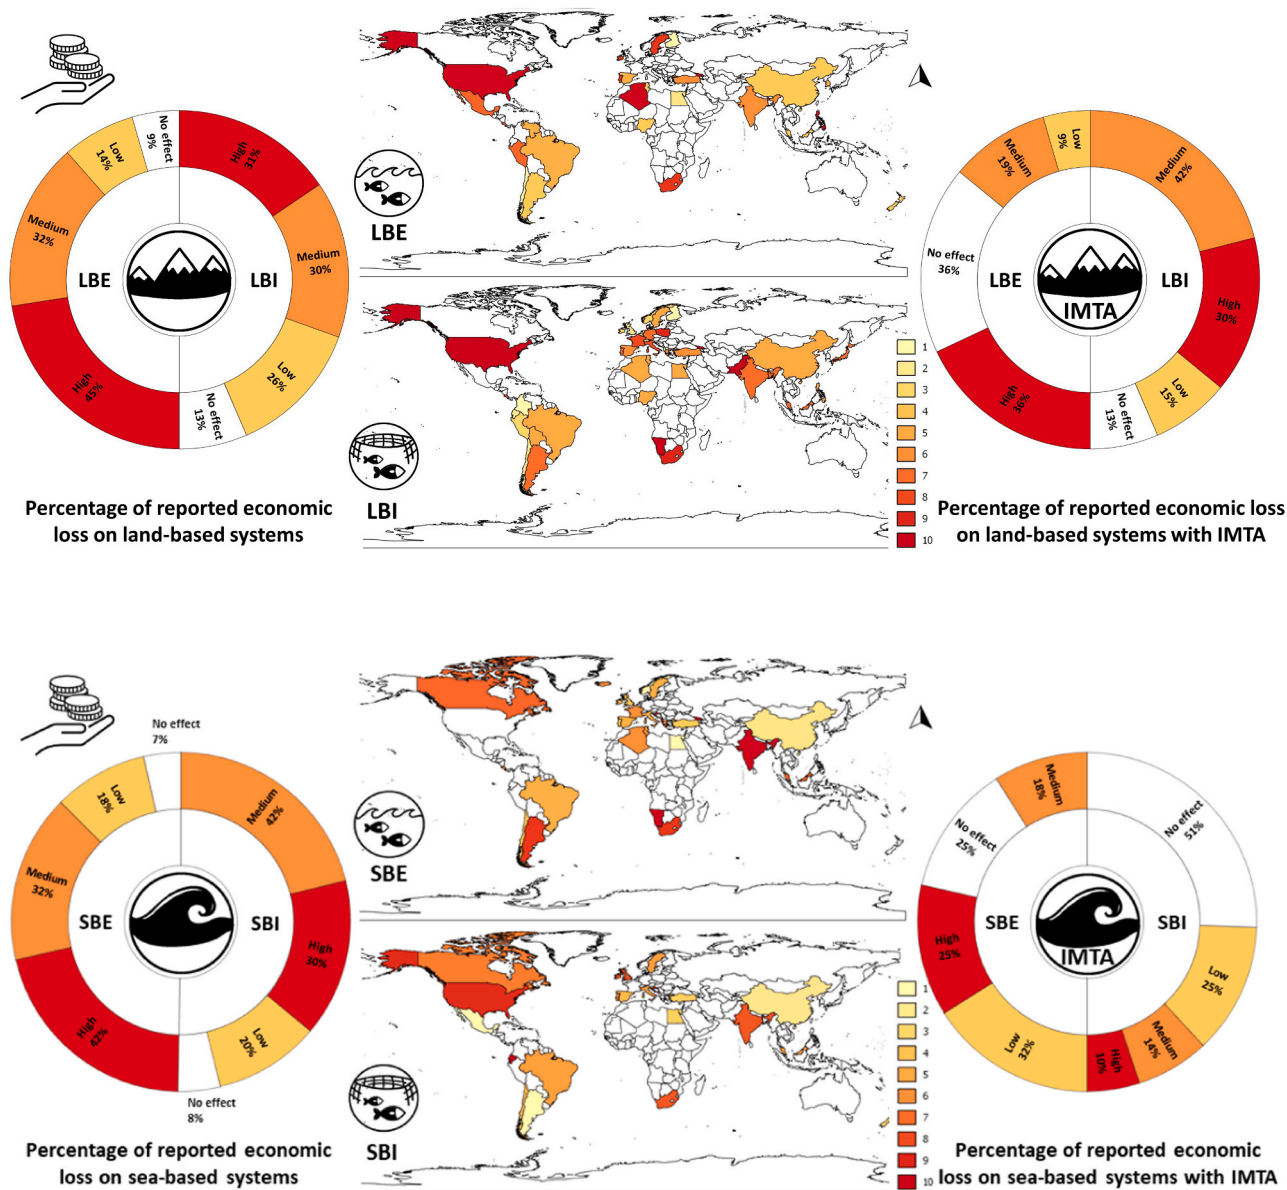 No effect
9%
Low
14%
High
31%
Medium
32%
Medium
30%
LBE
LBI
High
45%
Low
26%
No effect
13%
Percentage of reported economic
loss on land-based systems
LBE
LBI
1
2
3
4
5
6
7
8
9
10
Low
9%
Medium
19%
Medium
42%
No effect
36%
LBE
LBI
IMTA
High
30%
High
36%
Low
15%
No effect
13%
Percentage of reported economic loss
on land-based systems with IMTA
No effect
7%
Low
18%
Medium
42%
Medium
32%
SBE
SBI
High
30%
High
42%
Low
20%
No effect
8%
Percentage of reported economic
loss on sea-based systems
SBE
SBI
1
2
3
4
5
6
7
8
9
10
Medium
18%
No effect
25%
No effect
51%
SBE
SBI
IMTA
High
25%
Low
25%
Low
32%
Medium
14%
High
10%
Percentage of reported economic
loss on sea-based systems with IMTA